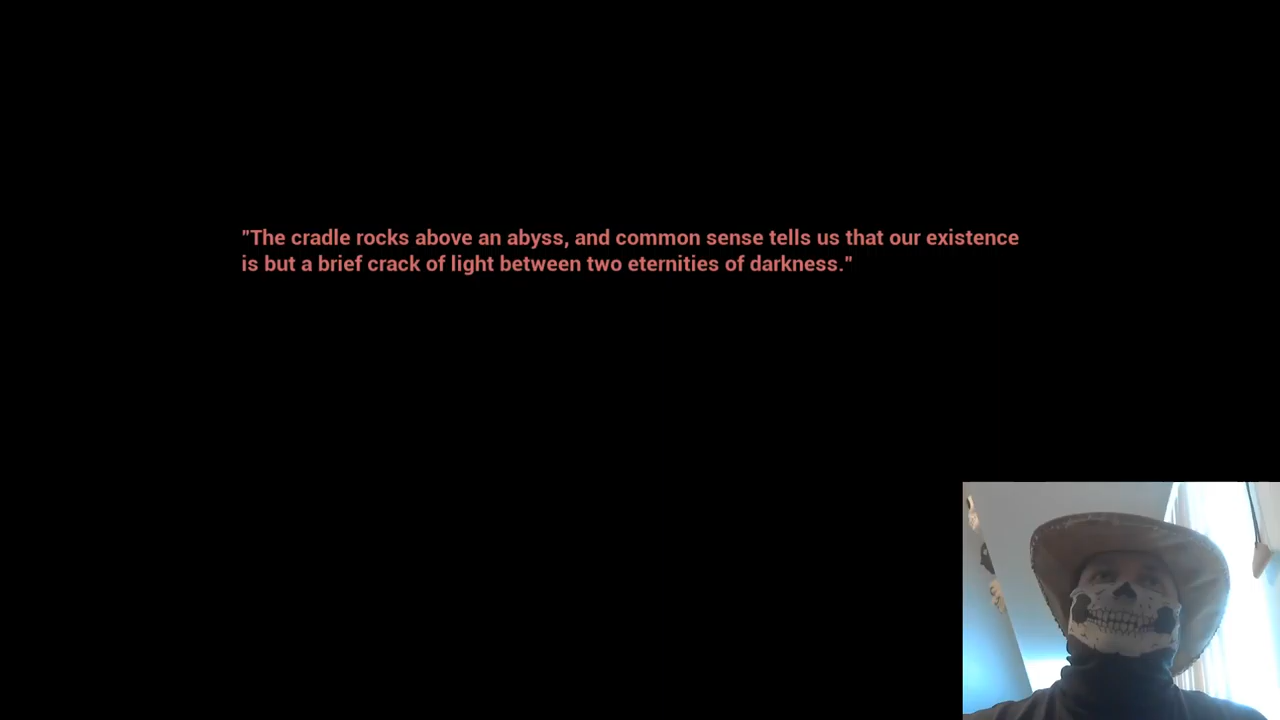 "The cradle rocks above an abyss, and common sense tells us that our existence
is but a brief crack of light between two eternities of darkness."